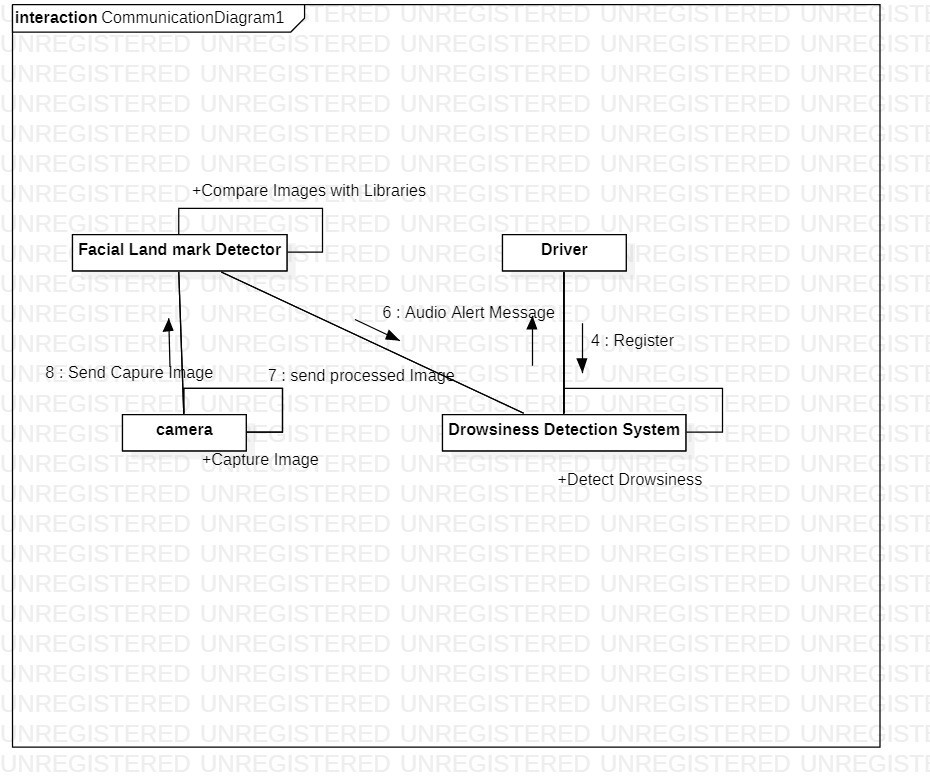 interaction CommunicationDiagram1
+Compare Images with Libraries
Facial Land mark Detector
Driver
6 : Audio Alert Message
4 : Register
8 : Send Capure Image
7 : send processed Image
camera
Drowsiness Detection System
+Capture Image
+Detect Drowsiness
UNREGISTERED